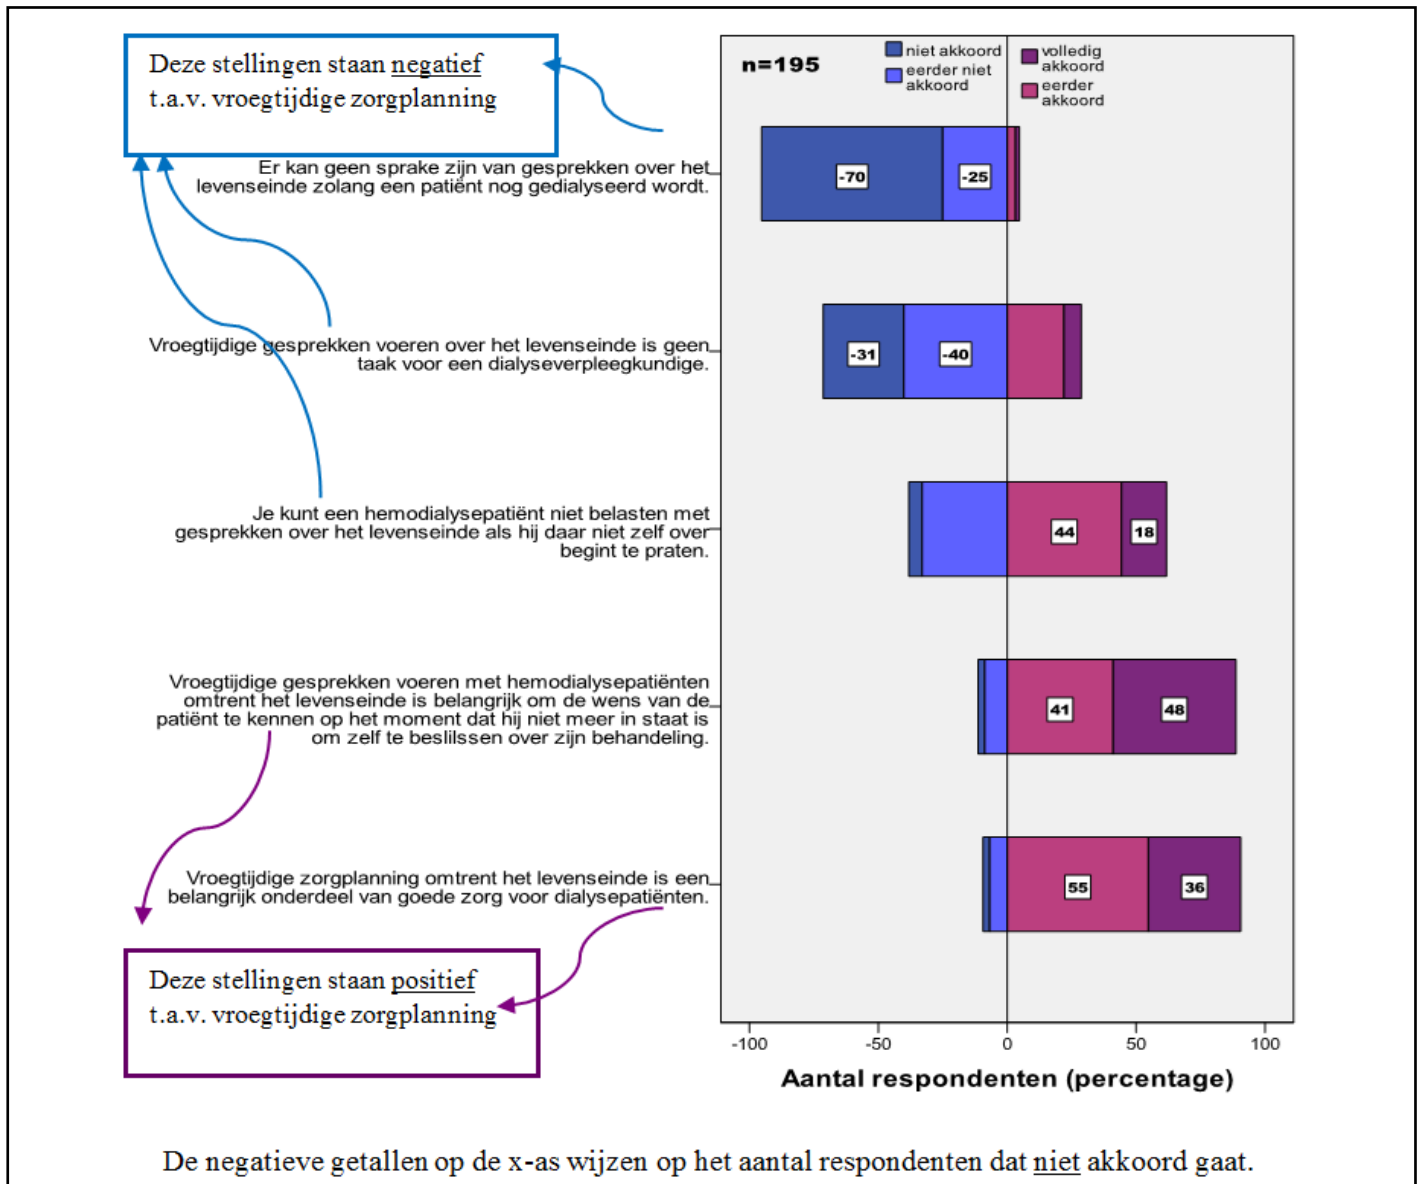 Deze stellingen staan negatief
t.a.v. vroegtijdige zorgplanning
n=195
niet akkoord
eerder niet
akkoord
volledig
akkoord
eerder
akkoord
Er kan geen sprake zijn van gesprekken over het
levenseinde zolang een patiënt nog gedialyseerd wordt.
-70
-25
Vroegtijdige gesprekken voeren over het levenseinde is geen
taak voor een dialyseverpleegkundige.
-31
-40
Je kunt een hemodialysepatiënt niet belasten met
gesprekken over het levenseinde als hij daar niet zelf over
begint te praten.
44
18
Vroegtijdige gesprekken voeren met hemodialysepatiënten
omtrent het levenseinde is belangrijk om de wens van de
patiënt te kennen op het moment dat hij niet meer in staat is
om zelf te beslilssen over zijn behandeling.
41
48
Vroegtijdige zorgplanning omtrent het levenseinde is een
belangrijk onderdeel van goede zorg voor dialysepatiënten.
55
36
Deze stellingen staan positief
t.a.v. vroegtijdige zorgplanning
-100
-50
0
50
100
Aantal respondenten (percentage)
De negatieve getallen op de x-as wijzen op het aantal respondenten dat niet akkoord gaat.